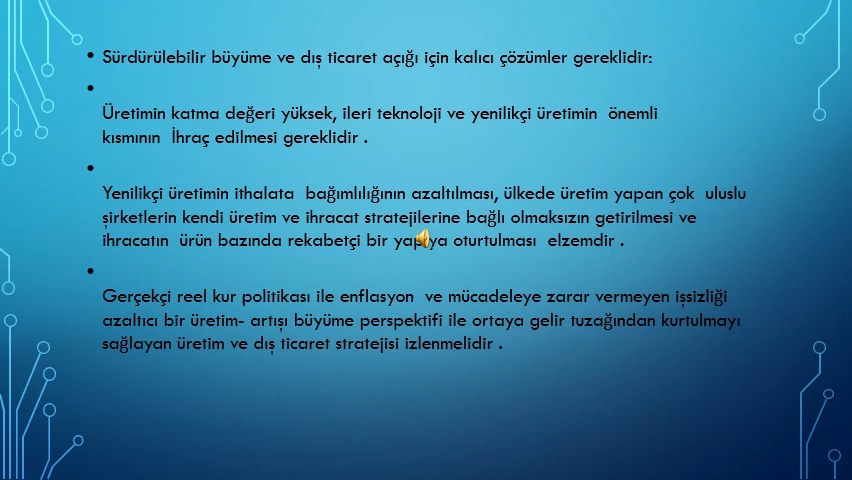 • Sürdürülebilir büyüme ve dış ticaret açığı için kalıcı çözümler gereklidir:
•
Üretimin katma değeri yüksek, ileri teknoloji ve yenilikçi üretimin önemli
kısmının İhraç edilmesi gereklidir .
•
Yenilikçi üretimin ithalata bağımlılığının azaltılması, ülkede üretim yapan çok uluslu
şirketlerin kendi üretim ve ihracat stratejilerine bağlı olmaksızın getirilmesi ve
ihracatın ürün bazında rekabetçi bir yapıya oturtulması elzemdir .
•
Gerçekçi reel kur politikası ile enflasyon ve mücadeleye zarar vermeyen işsizliği
azaltıcı bir üretim- artışı büyüme perspektifi ile ortaya gelir tuzağından kurtulmayı
sağlayan üretim ve dış ticaret stratejisi izlenmelidir .